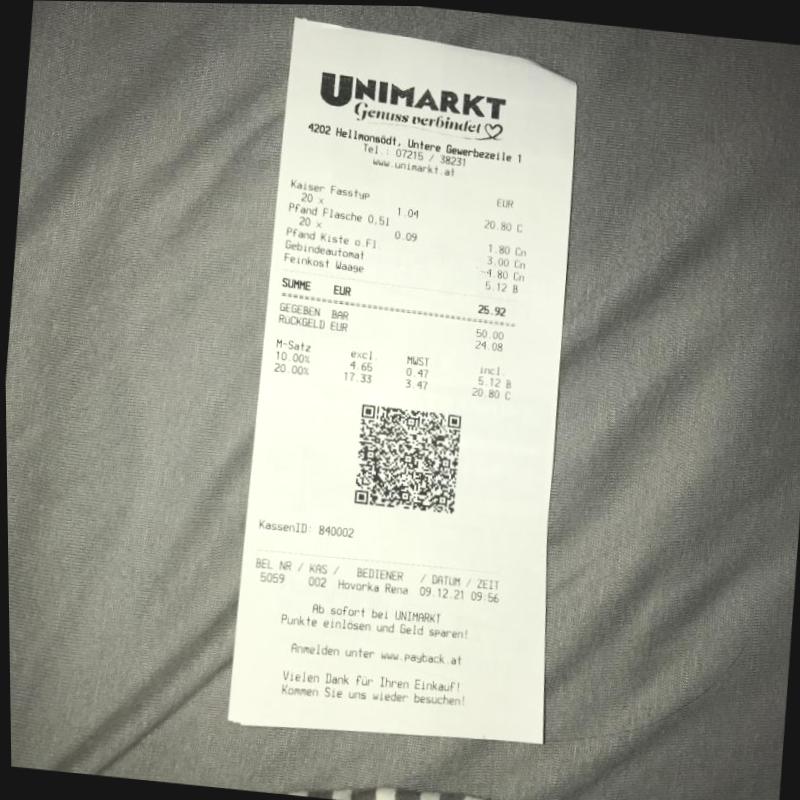 UNIMARKT
Genuss verbindet
4202 Hellmonsödt, Untere Gewerbezeile 1
Tel.: 07215 / 38231
www.unimarkt.at
EUR
Kaiser Fasstyp
20 x 1.04 20.80 C
Pfand Flasche 0,5l
20 x 0.09 1.80 Cn
Pfand Kiste o.Fl. 3.00 Cn
Gebindeautomat -4.80 Cn
Feinkost Waage 5.12 B
SUMME EUR 25.92
GEGEBEN BAR 50.00
RüCKGELD EUR 24.08
M-Satz excl. MWST incl.
10.00% 4.65 0.47 5.12 B
20.00% 17.33 3.47 20.80 C
KassenID: 840002
BEL NR / KAS / BEDIENER / DATUM / ZEIT
5059 002 Hovorka Rena 09.12.21 09:56
Ab sofort bei UNIMARKT
Punkte einlösen und Geld sparen!
Anmelden unter www.payback.at
Vielen Dank für Ihren Einkauf!
Kommen Sie uns wieder besuchen!